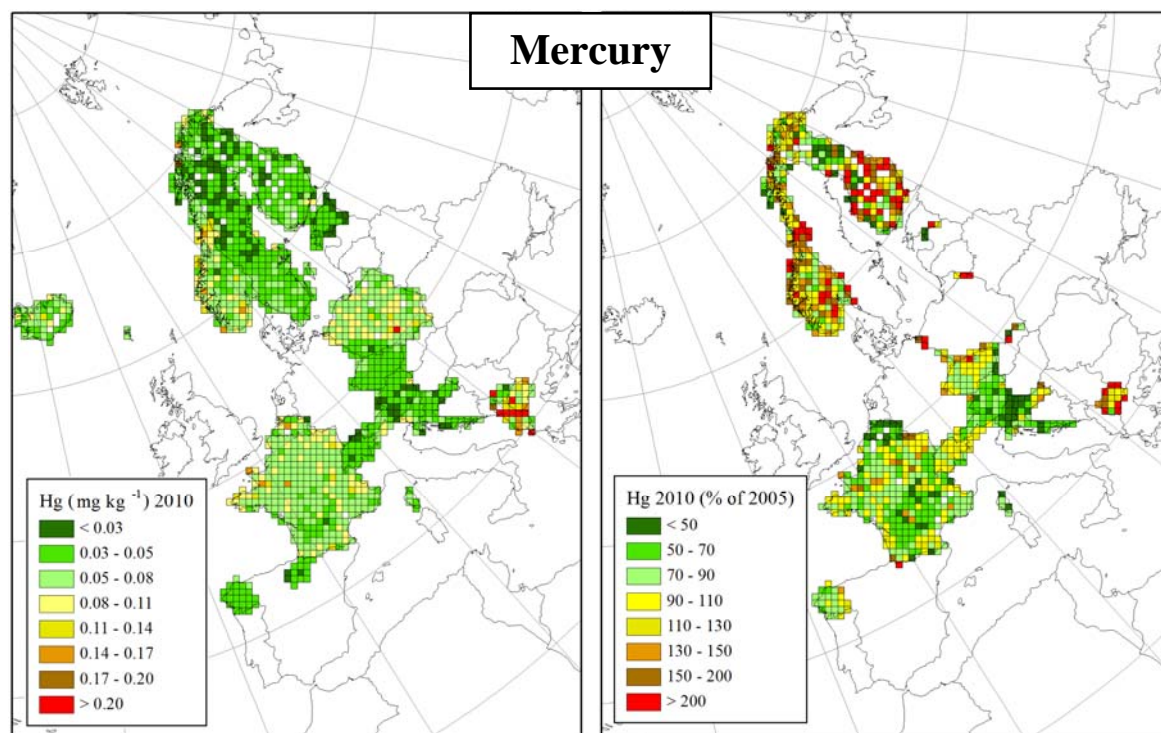 Mercury
Hg ( mg kg ⁻¹) 2010
< 0.03
0.03 - 0.05
0.05 - 0.08
0.08 - 0.11
0.11 - 0.14
0.14 - 0.17
0.17 - 0.20
> 0.20
Hg 2010 (% of 2005)
< 50
50 - 70
70 - 90
90 - 110
110 - 130
130 - 150
150 - 200
> 200